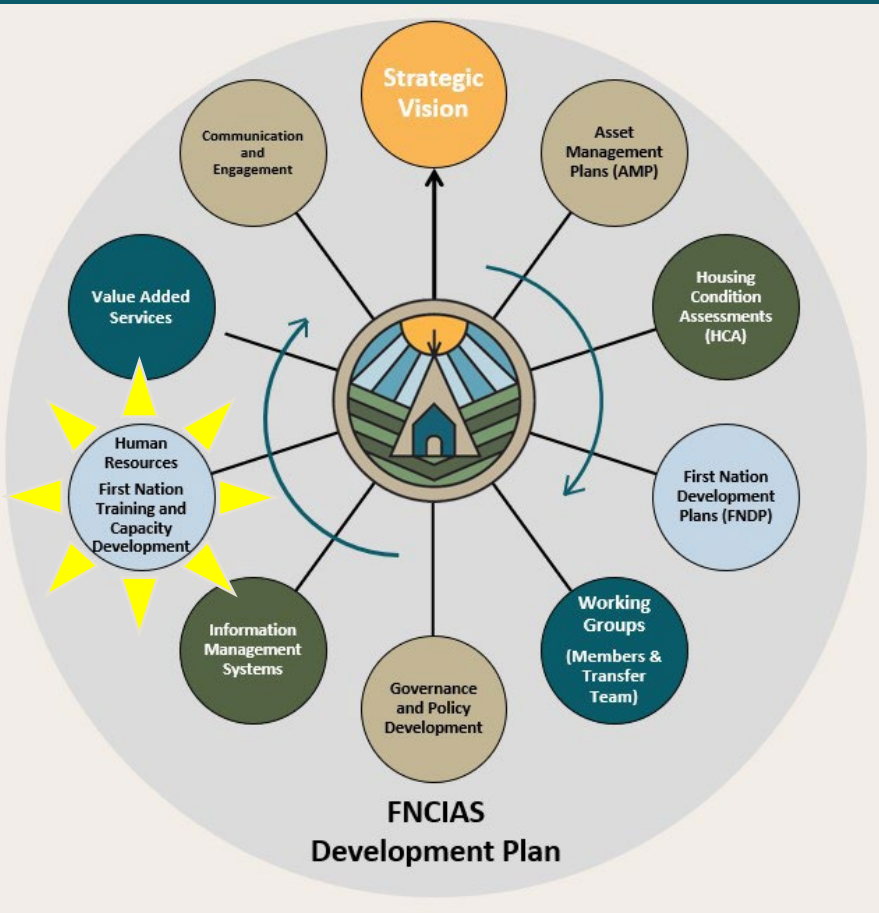 Strategic
Vision
Asset
Management
Plans (AMP)
Housing
Condition
Assessments
(HCA)
First Nation
Development
Plans (FNDP)
Working
Groups
(Members &
Transfer
Team)
Governance
and Policy
Development
Information
Management
Systems
Human
Resources
First Nation
Training and
Capacity
Development
Value Added
Services
Communication
and
Engagement
FNCIAS
Development Plan